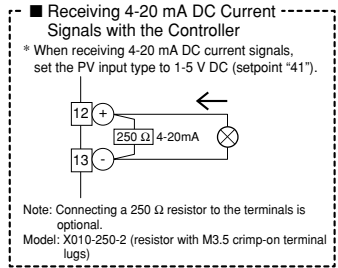 ■ Receiving 4-20 mA DC Current
Signals with the Controller
* When receiving 4-20 mA DC current signals,
set the PV input type to 1-5 V DC (setpoint “41”).
12 +
250 Ω 4-20mA
13 -
Note: Connecting a 250 Ω resistor to the terminals is
optional.
Model: X010-250-2 (resistor with M3.5 crimp-on terminal
lugs)